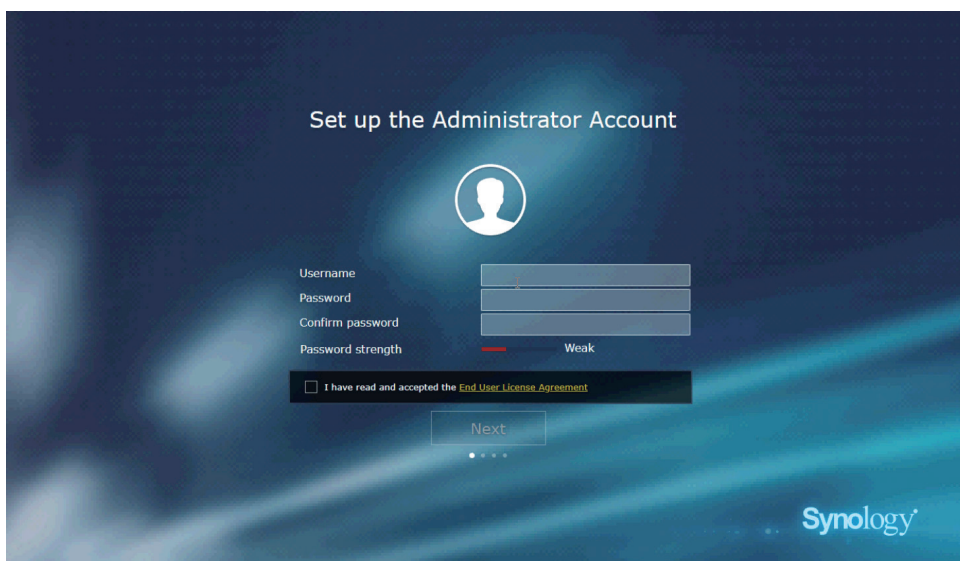 Set up the Administrator Account
Username
Password
Confirm password
Password strength Weak
I have read and accepted the End User License Agreement
Next
Synology